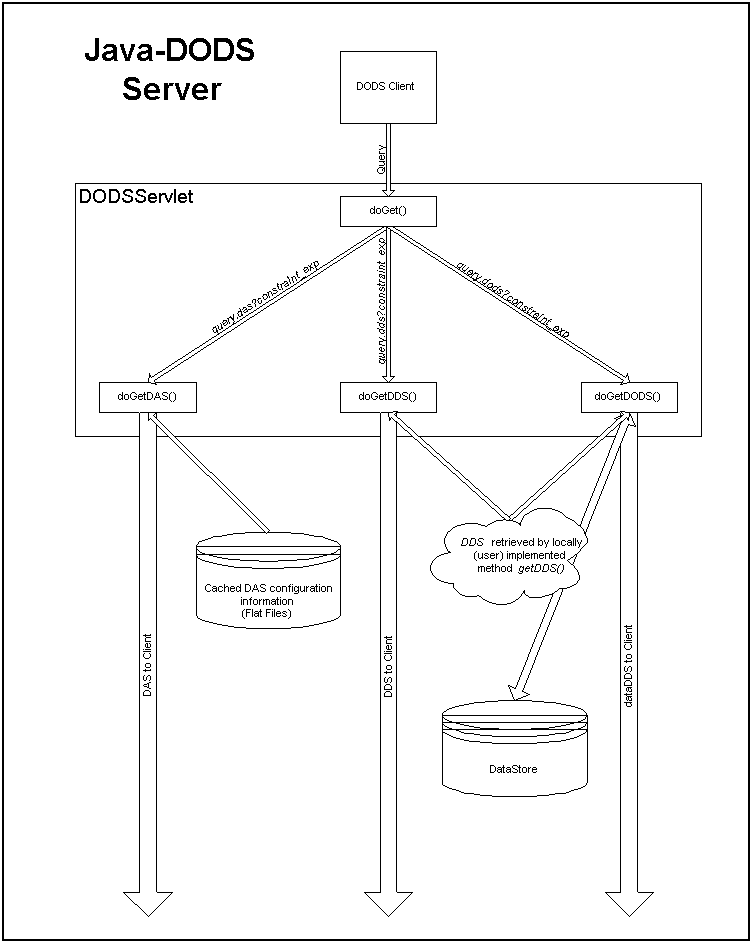 Java-DODS
Server
DODS Client
Query
DODSServlet
doGet()
query.das?constraint_exp
query.dds?constraint_exp
query.dods?constraint_exp
doGetDAS()
doGetDDS()
doGetDODS()
DDS retrieved by locally
(user) implemented
method getDDS()
Cached DAS configuration
information
(Flat Files)
DAS to Client
DDS to Client
dataDDS to Client
DataStore